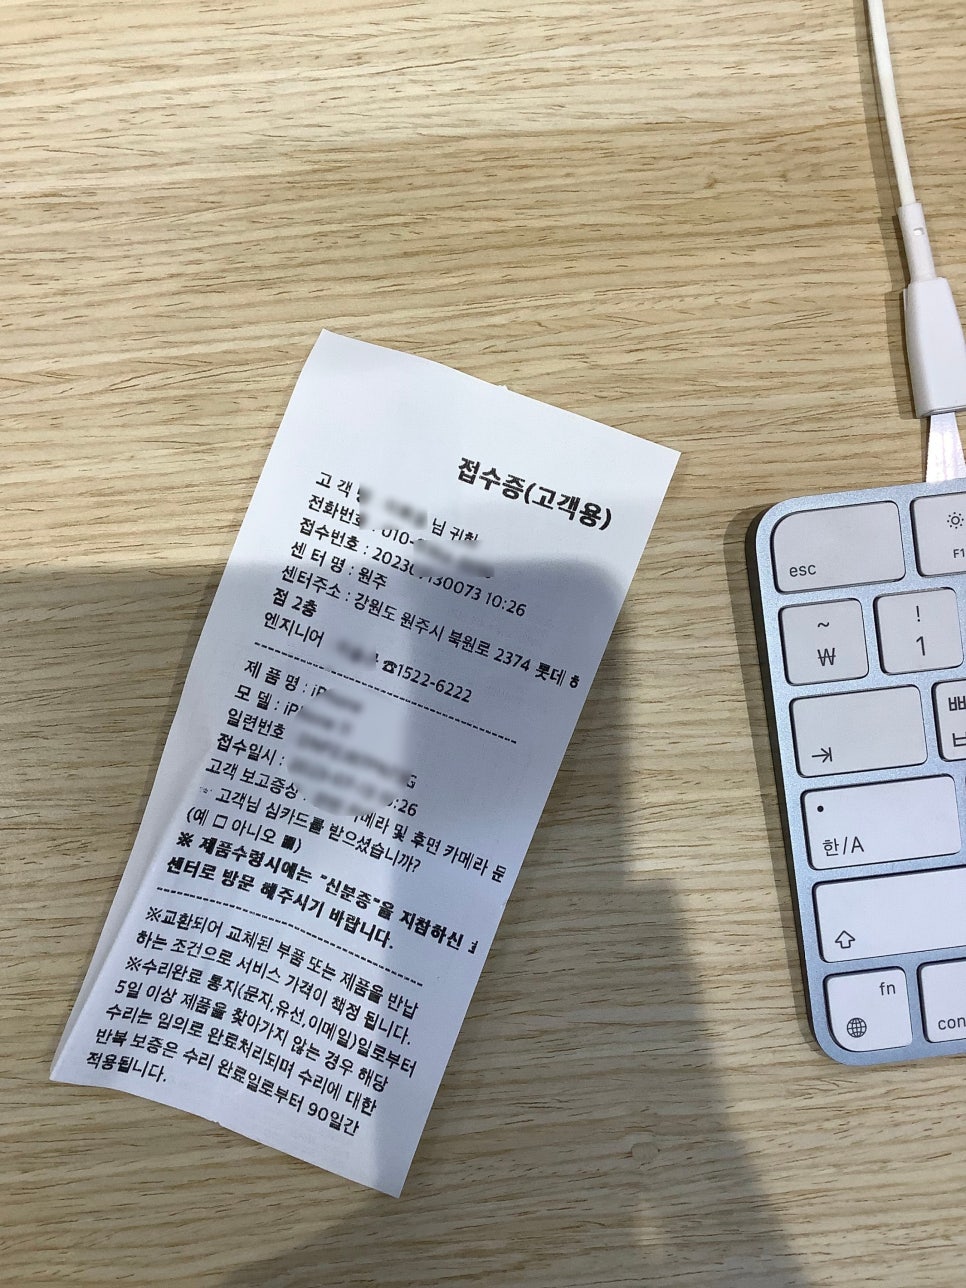 접수증(고객용)
고 객 님 귀하
전화번호 : 010-
접수번호 : 10:26
센 터 명 : 원주
센터주소 : 강원도 원주시 북원로 2374 롯데
점 2층
엔지니어 ☎1522-6222
제 품 명 :
모 델 :
일련번호
접수일시 :
고객 보고증상 : 및 후면 카메라
고객님 심카드를 받으셨습니까?
(예 □ 아니오 ■)
※ 제품수령시에는 "신분증"을 지참하신
센터로 방문 해주시기 바랍니다.
※교환되어 교체된 부품 또는 제품을 반납
하는 조건으로 서비스 가격이 책정 됩니다.
※수리완료 통지(문자,유선,이메일)일로부터
5일 이상 제품을 찾아가지 않는 경우 해당
수리는 임의로 완료처리되며 수리에 대한
반복 보증은 수리 완료일로부터 90일간
적용됩니다.
esc
F1
~
₩
!
1
한/A
fn